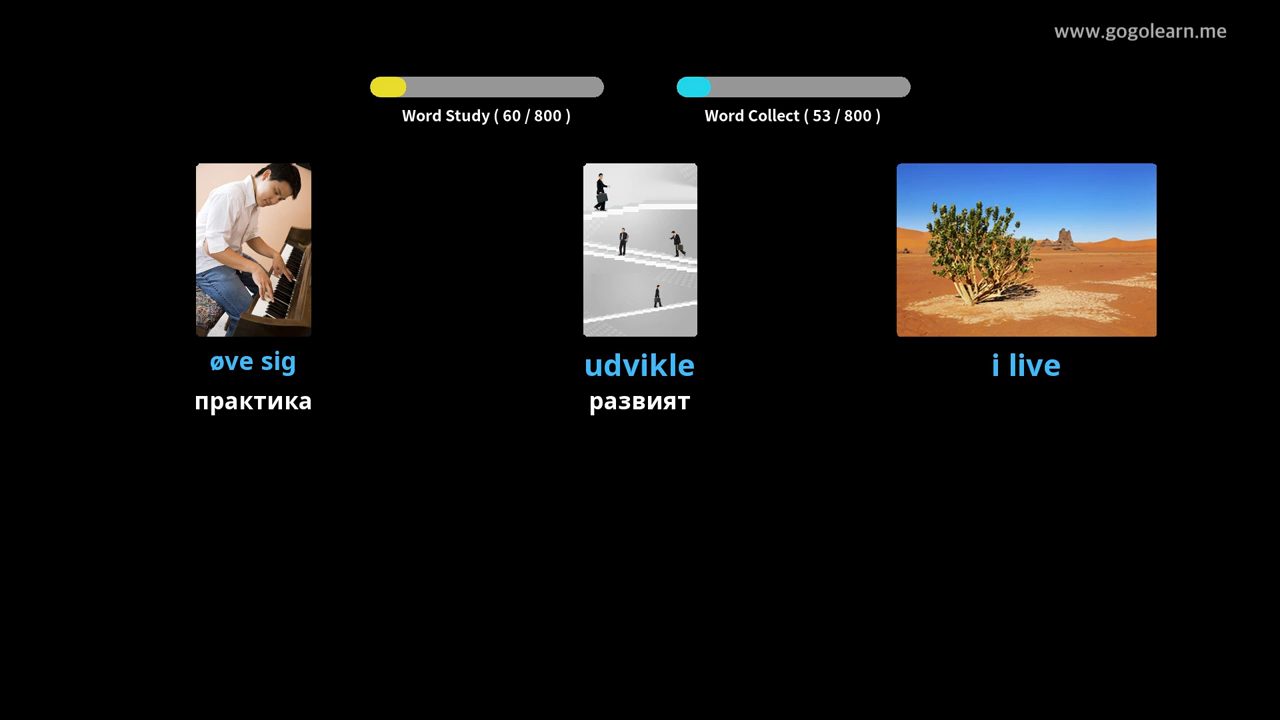 www.gogolearn.me
Word Study ( 60 / 800 )
Word Collect ( 53 / 800 )
øve sig
udvikle
i live
практика
развият